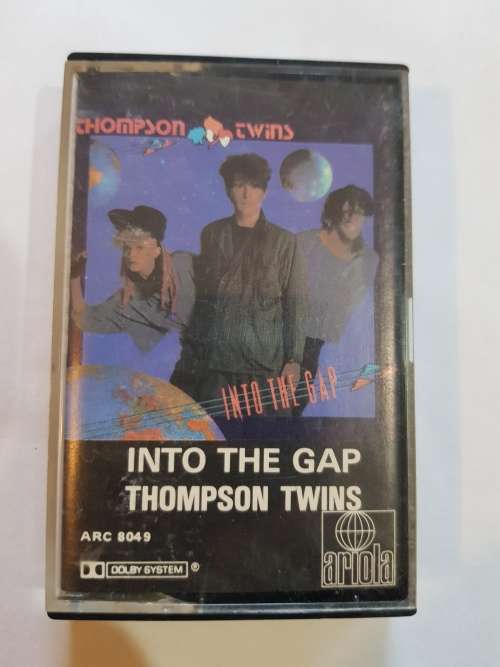 THOMPSON TWINS
INTO THE GAP
INTO THE GAP
THOMPSON TWINS
ARC 8049
DOLBY SYSTEM ®
ariola